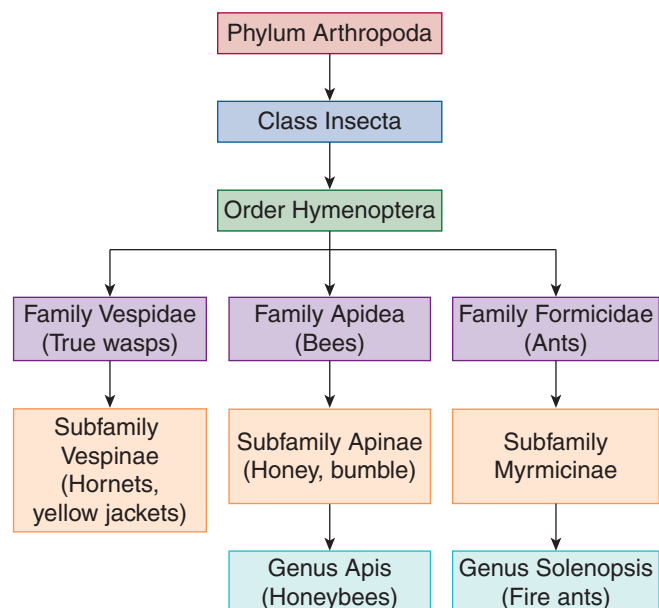 Phylum Arthropoda
Class Insecta
Order Hymenoptera
Family Vespidae
(True wasps)
Family Apidea
(Bees)
Family Formicidae
(Ants)
Subfamily
Vespinae
(Hornets,
yellow jackets)
Subfamily Apinae
(Honey, bumble)
Subfamily
Myrmicinae
Genus Apis
(Honeybees)
Genus Solenopsis
(Fire ants)